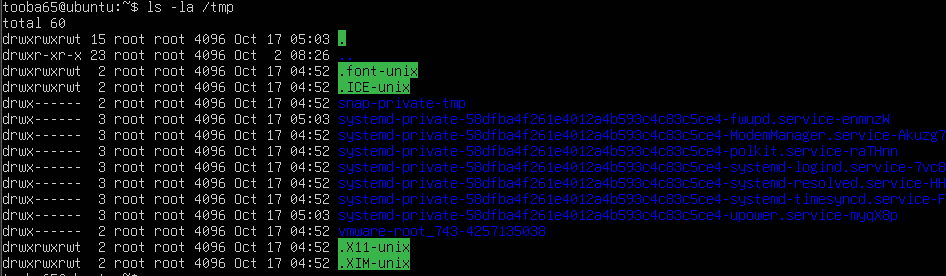 tooba65@ubuntu:~$ ls -la /tmp
total 60
drwxrwxrwt 15 root root 4096 Oct 17 05:03 .
drwxr-xr-x 23 root root 4096 Oct  2 08:26 ..
drwxrwxrwt  2 root root 4096 Oct 17 04:52 .font-unix
drwxrwxrwt  2 root root 4096 Oct 17 04:52 .ICE-unix
drwx------  2 root root 4096 Oct 17 04:52 snap-private-tmp
drwx------  3 root root 4096 Oct 17 05:03 systemd-private-58dfba4f261e4012a4b593c4c83c5ce4-fwupd.service-enmnzW
drwx------  3 root root 4096 Oct 17 04:52 systemd-private-58dfba4f261e4012a4b593c4c83c5ce4-ModemManager.service-Akuzg7
drwx------  3 root root 4096 Oct 17 04:52 systemd-private-58dfba4f261e4012a4b593c4c83c5ce4-polkit.service-raTHnn
drwx------  3 root root 4096 Oct 17 04:52 systemd-private-58dfba4f261e4012a4b593c4c83c5ce4-systemd-logind.service-7vc8
drwx------  3 root root 4096 Oct 17 04:52 systemd-private-58dfba4f261e4012a4b593c4c83c5ce4-systemd-resolved.service-HH
drwx------  3 root root 4096 Oct 17 04:52 systemd-private-58dfba4f261e4012a4b593c4c83c5ce4-systemd-timesyncd.service-F
drwx------  3 root root 4096 Oct 17 05:03 systemd-private-58dfba4f261e4012a4b593c4c83c5ce4-upower.service-myqX8p
drwx------  2 root root 4096 Oct 17 04:52 vmware-root_743-4257135038
drwxrwxrwt  2 root root 4096 Oct 17 04:52 .X11-unix
drwxrwxrwt  2 root root 4096 Oct 17 04:52 .XIM-unix